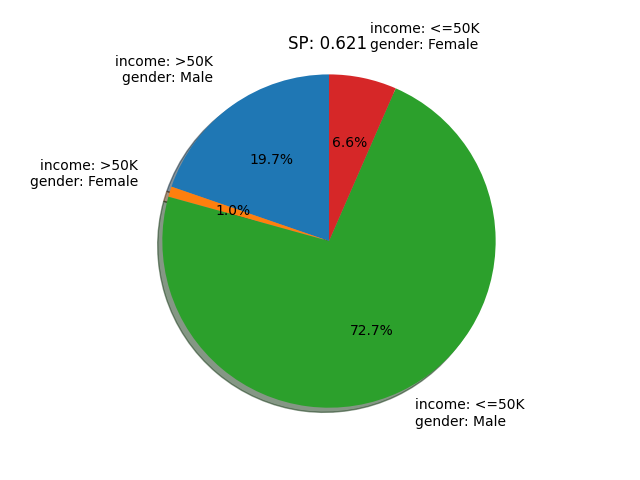 SP: 0.621
income: <=50K
gender: Female
income: >50K
gender: Male
6.6%
19.7%
income: >50K
gender: Female
1.0%
72.7%
income: <=50K
gender: Male